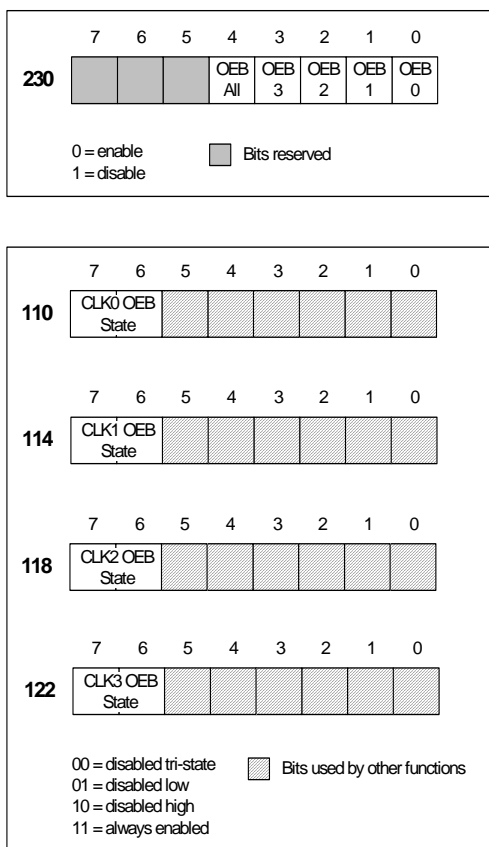 7 6 5 4 3 2 1 0
230 OEB All OEB 3 OEB 2 OEB 1 OEB 0
0 = enable
1 = disable
Bits reserved
7 6 5 4 3 2 1 0
110 CLK0 OEB State
7 6 5 4 3 2 1 0
114 CLK1 OEB State
7 6 5 4 3 2 1 0
118 CLK2 OEB State
7 6 5 4 3 2 1 0
122 CLK3 OEB State
00 = disabled tri-state
01 = disabled low
10 = disabled high
11 = always enabled
Bits used by other functions